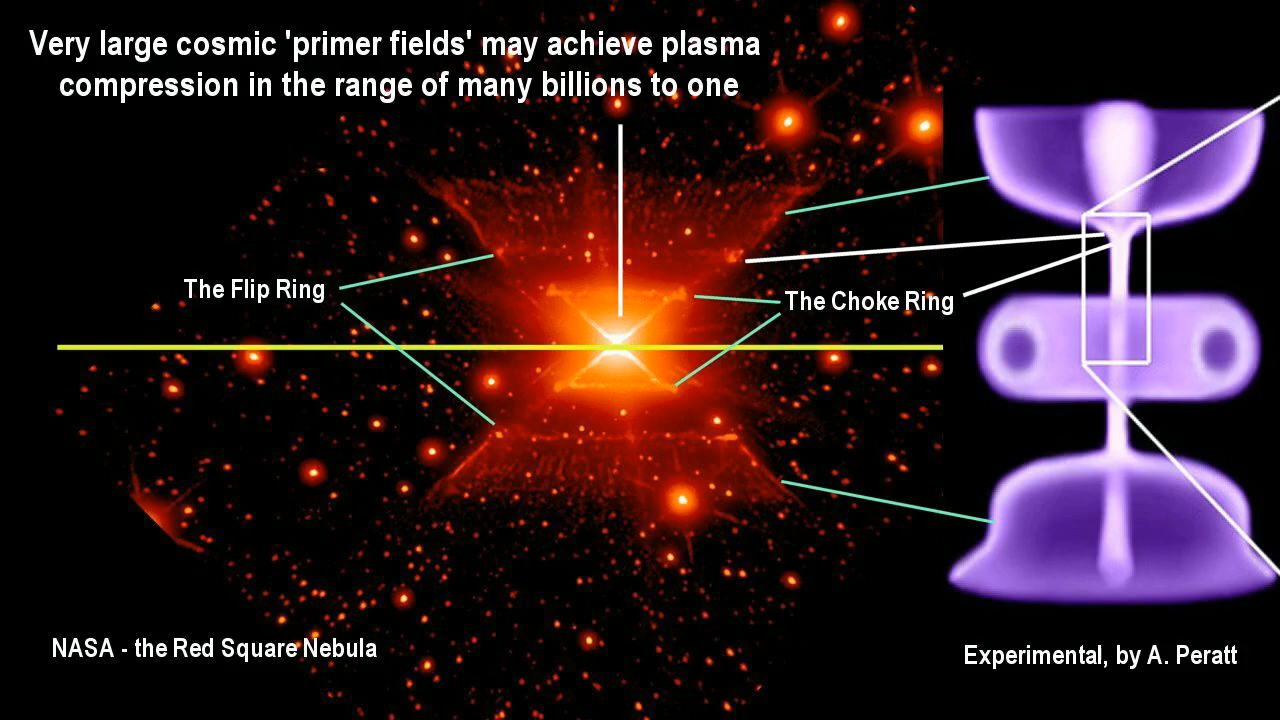 Very large cosmic 'primer fields' may achieve plasma
compression in the range of many billions to one
The Flip Ring
The Choke Ring
NASA - the Red Square Nebula
Experimental, by A. Peratt